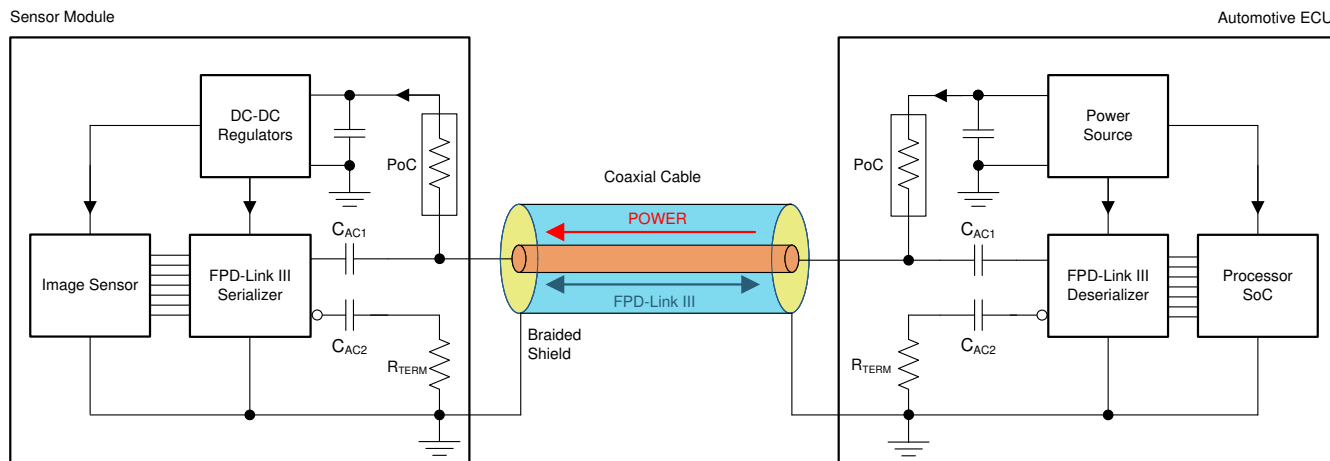 Sensor Module
Automotive ECU
DC-DC
Regulators
PoC
Coaxial Cable
PoC
Power
Source
POWER
C_AC1
C_AC1
Image Sensor
FPD-Link III
Serializer
FPD-Link III
FPD-Link III
Deserializer
Processor
SoC
C_AC2
Braided
Shield
C_AC2
R_TERM
R_TERM